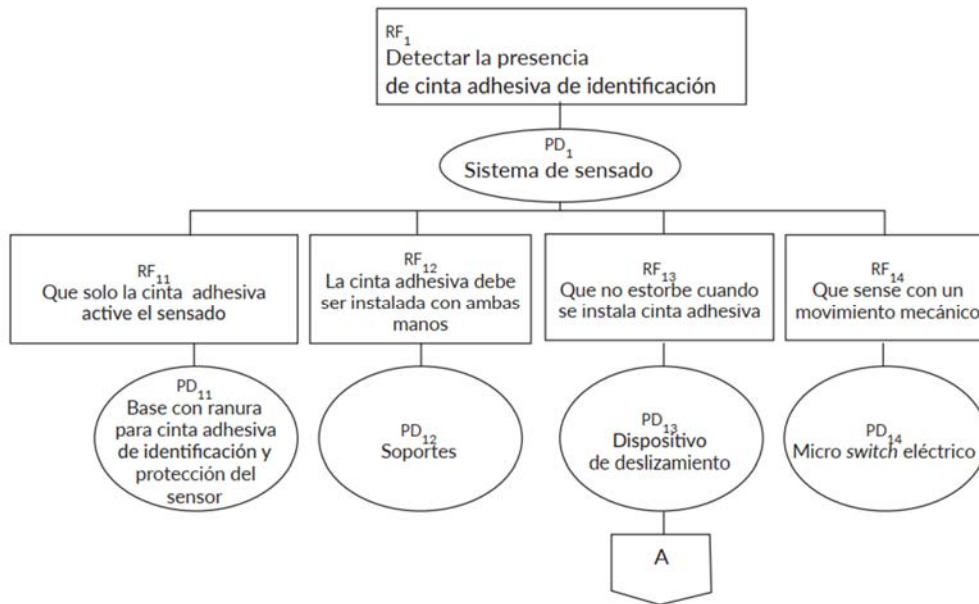 RF1
Detectar la presencia
de cinta adhesiva de identificación
PD1
Sistema de sensado
RF11
Que solo la cinta adhesiva
active el sensado
RF12
La cinta adhesiva debe
ser instalada con ambas
manos
RF13
Que no estorbe cuando
se instala cinta adhesiva
RF14
Que sense con un
movimiento mecánico
PD11
Base con ranura
para cinta adhesiva
de identificación y
protección del
sensor
PD12
Soportes
PD13
Dispositivo
de deslizamiento
PD14
Micro switch eléctrico
A